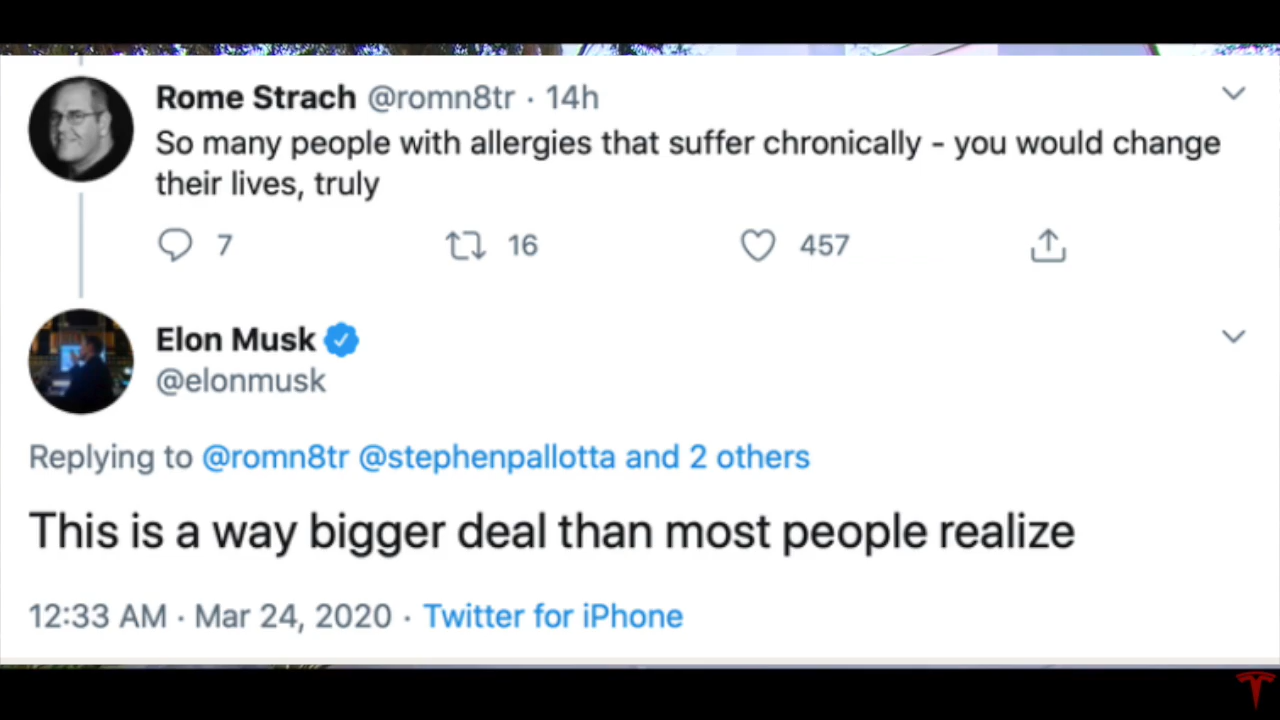 Rome Strach @romn8tr · 14h
So many people with allergies that suffer chronically - you would change
their lives, truly
7 16 457
Elon Musk
@elonmusk
Replying to @romn8tr @stephenpallotta and 2 others
This is a way bigger deal than most people realize
12:33 AM · Mar 24, 2020 · Twitter for iPhone